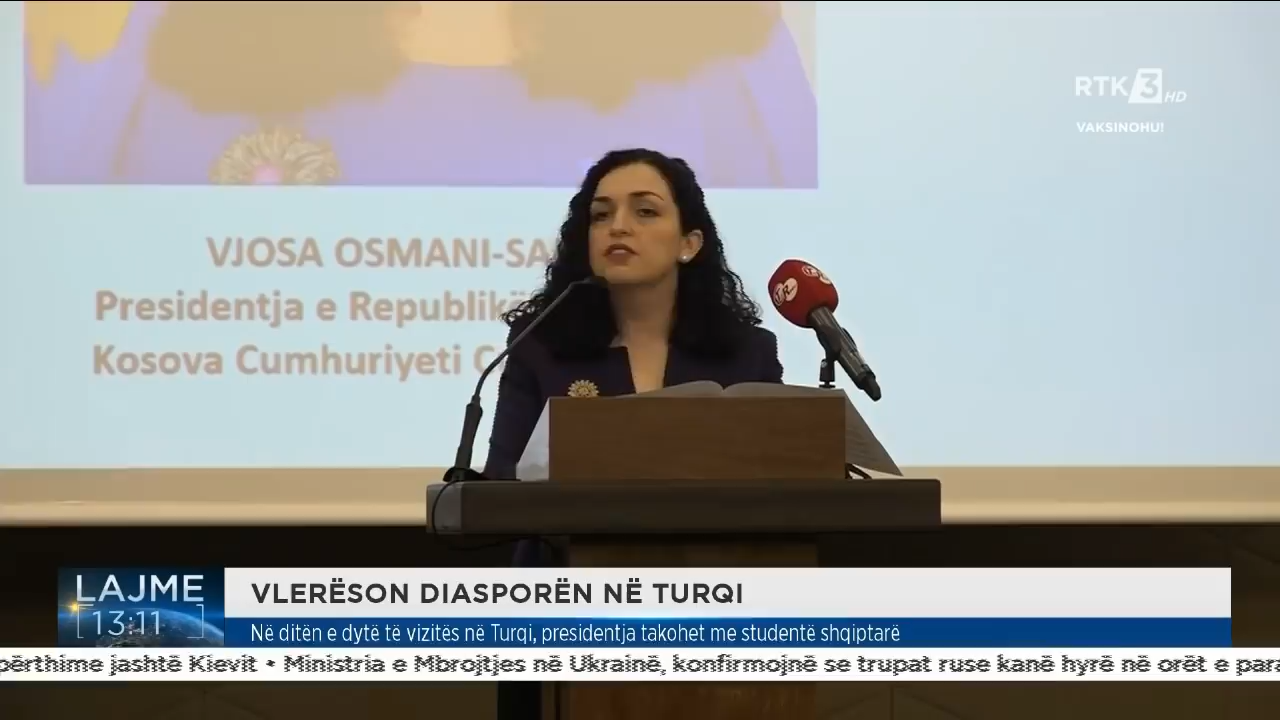 RTK 3 HD
VAKSINOHU!
VJOSA OSMANI-SA
Presidentja e Republikë
Kosova Cumhuriyeti C
LAJME
13:11
VLERËSON DIASPORËN NË TURQI
Në ditën e dytë të vizitës në Turqi, presidentja takohet me studentë shqiptarë
përthime jashtë Kievit • Ministria e Mbrojtjes në Ukrainë, konfirmojnë se trupat ruse kanë hyrë në orët e para